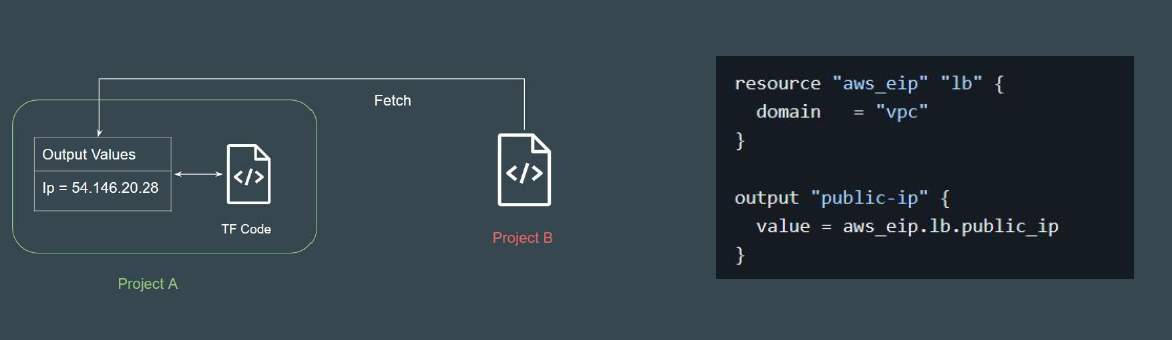 Fetch
Output Values
Ip = 54.146.20.28
</>
TF Code
Project A
</>
Project B
resource "aws_eip" "lb" {
  domain   = "vpc"
}

output "public-ip" {
  value = aws_eip.lb.public_ip
}